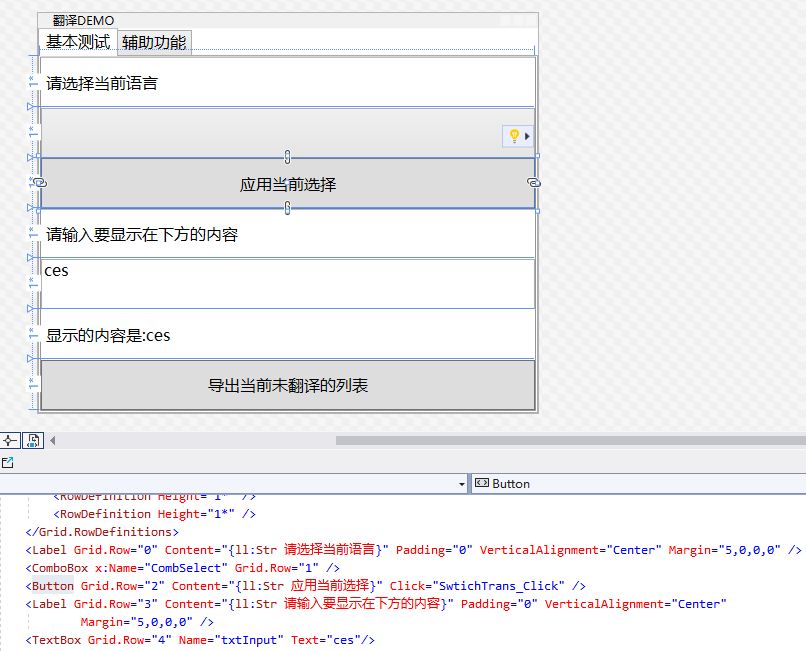 翻译DEMO
基本测试 辅助功能
请选择当前语言
应用当前选择
请输入要显示在下方的内容
ces
显示的内容是:ces
导出当前未翻译的列表
Button
<RowDefinition Height="1*" />
<RowDefinition Height="1*" />
</Grid.RowDefinitions>
<Label Grid.Row="0" Content="{ll:Str 请选择当前语言}" Padding="0" VerticalAlignment="Center" Margin="5,0,0,0" />
<ComboBox x:Name="CombSelect" Grid.Row="1" />
<Button Grid.Row="2" Content="{ll:Str 应用当前选择}" Click="SwtichTrans_Click" />
<Label Grid.Row="3" Content="{ll:Str 请输入要显示在下方的内容}" Padding="0" VerticalAlignment="Center"
Margin="5,0,0,0" />
<TextBox Grid.Row="4" Name="txtInput" Text="ces"/>